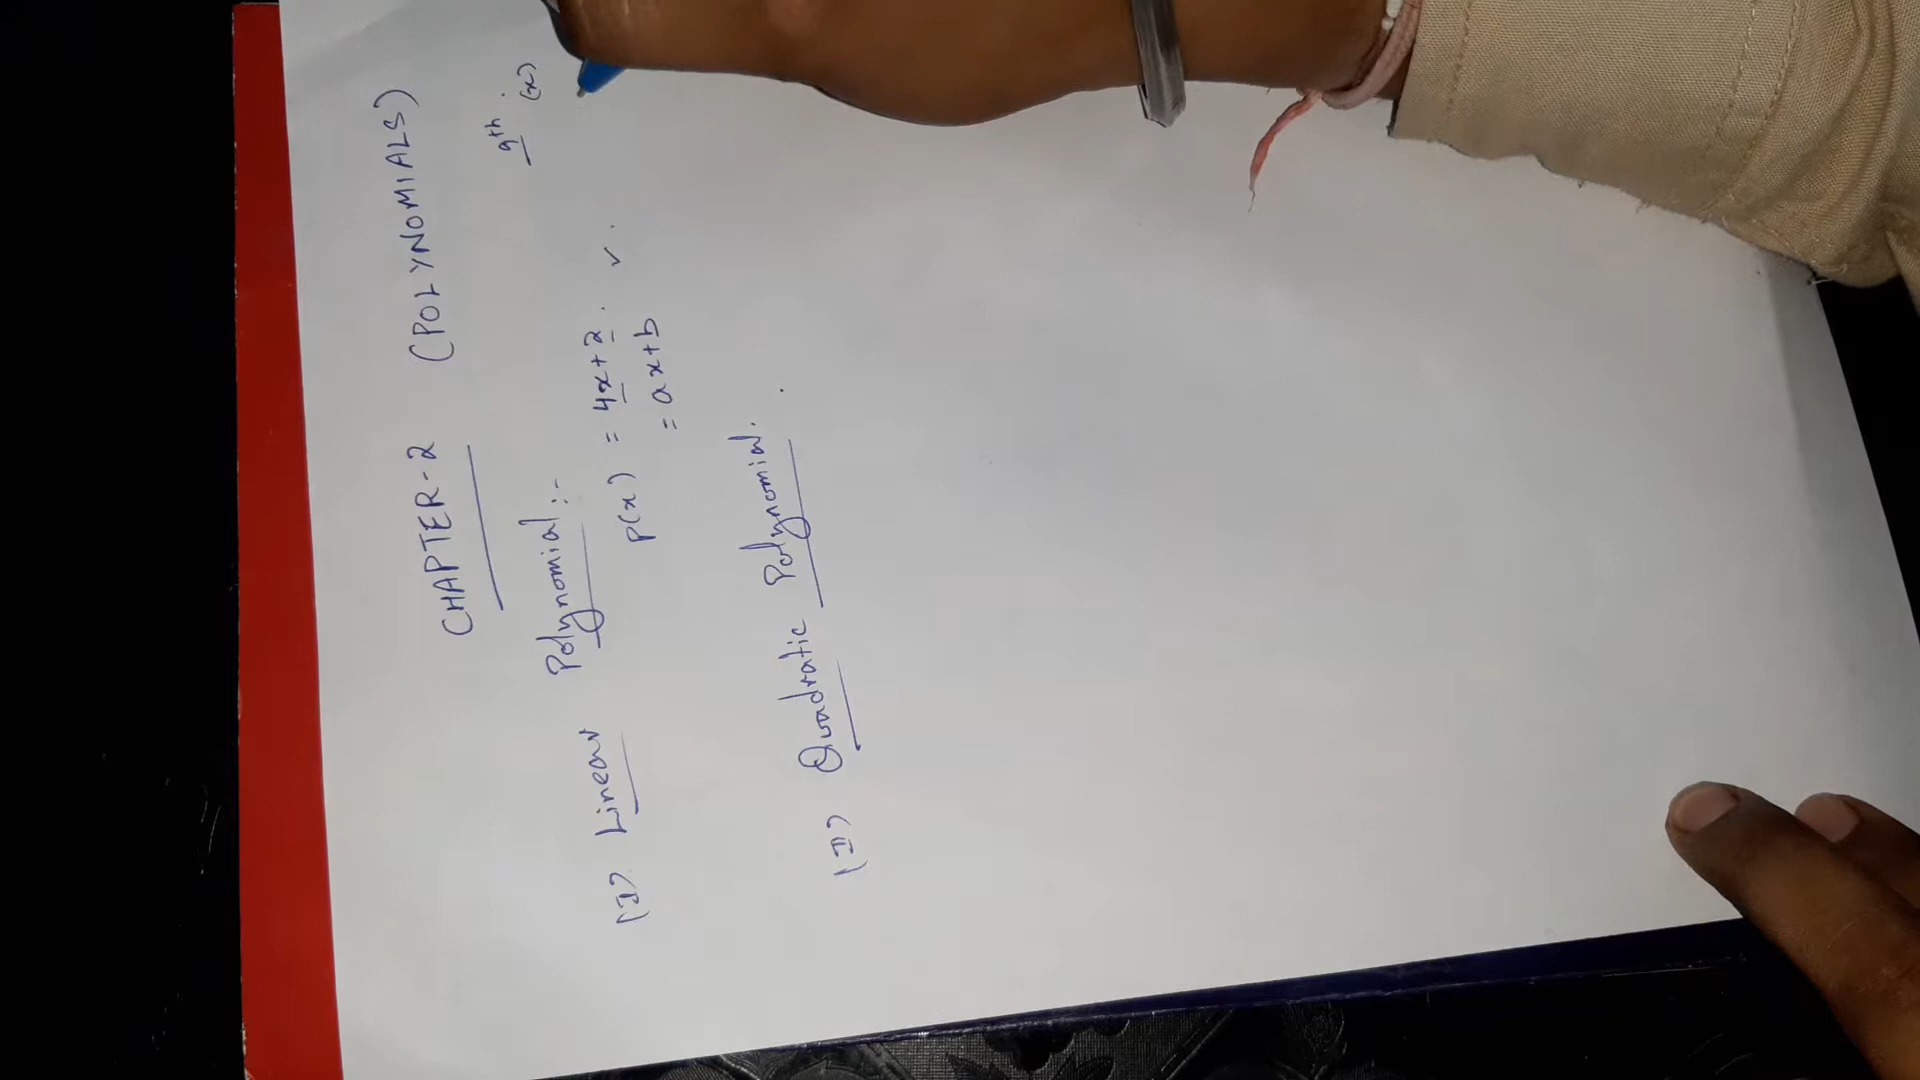 CHAPTER-2 (POLYNOMIALS)
9th.
(x)
(I) Linear Polynomial:-
P(x) = 4x+2. ✓.
= ax+b
(II) Quadratic Polynomial.